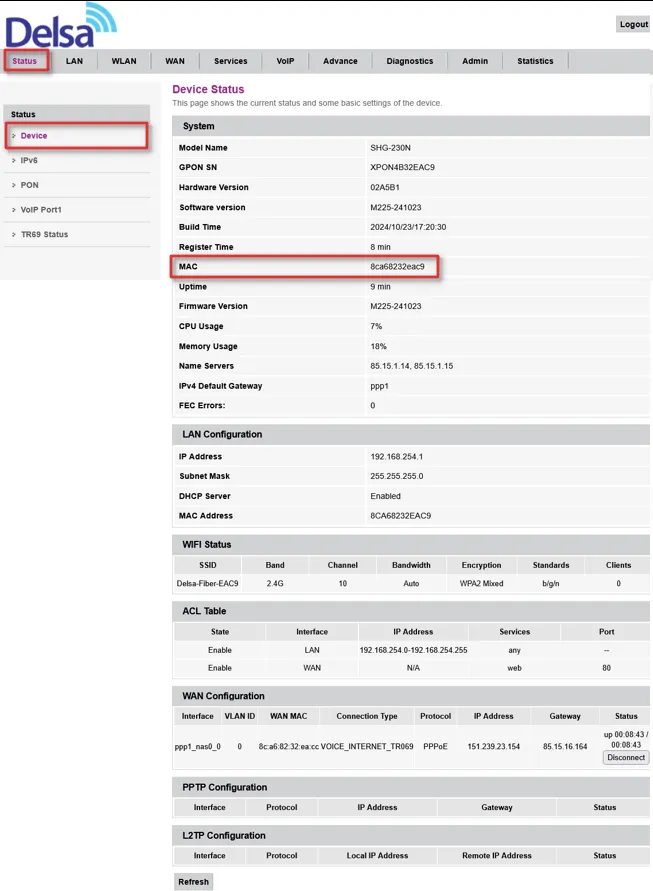 Delsa
Logout
Status LAN WLAN WAN Services VoIP Advance Diagnostics Admin Statistics
Status
Device
IPv6
PON
VoIP Port1
TR69 Status
Device Status
This page shows the current status and some basic settings of the device.
System
Model Name SHG-230N
GPON SN XPON4B32EAC9
Hardware Version 02A5B1
Software version M225-241023
Build Time 2024/10/23/17:20:30
Register Time 8 min
MAC 8ca68232eac9
Uptime 9 min
Firmware Version M225-241023
CPU Usage 7%
Memory Usage 18%
Name Servers 85.15.1.14, 85.15.1.15
IPv4 Default Gateway ppp1
FEC Errors: 0
LAN Configuration
IP Address 192.168.254.1
Subnet Mask 255.255.255.0
DHCP Server Enabled
MAC Address 8CA68232EAC9
WIFI Status
SSID Band Channel Bandwidth Encryption Standards Clients
Delsa-Fiber-EAC9 2.4G 10 Auto WPA2 Mixed b/g/n 0
ACL Table
State Interface IP Address Services Port
Enable LAN 192.168.254.0-192.168.254.255 any --
Enable WAN N/A web 80
WAN Configuration
Interface VLAN ID WAN MAC Connection Type Protocol IP Address Gateway Status
ppp1_nas0_0 0 8c:a6:82:32:ea:cc VOICE_INTERNET_TR069 PPPoE 151.239.23.154 85.15.16.164 up 00:08:43 /
00:08:43
Disconnect
PPTP Configuration
Interface Protocol IP Address Gateway Status
L2TP Configuration
Interface Protocol Local IP Address Remote IP Address Status
Refresh